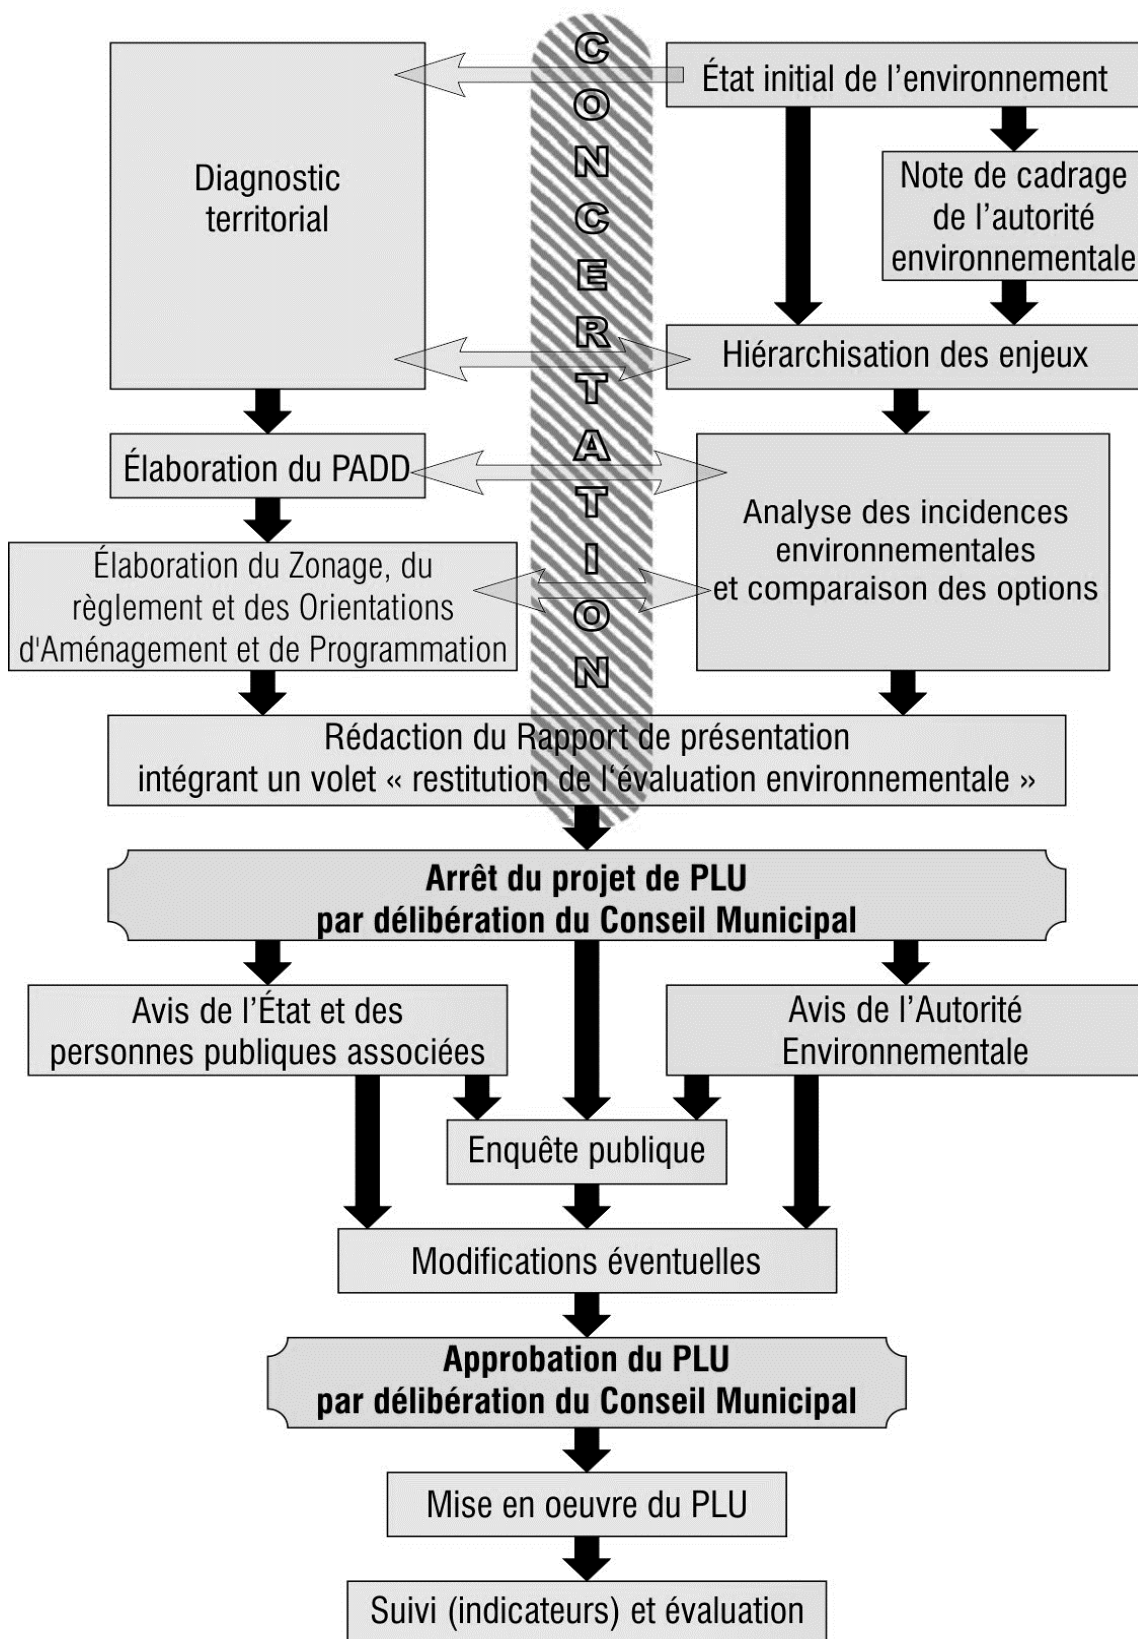 CONCERTATION
État initial de l’environnement
Diagnostic
territorial
Note de cadrage
de l’autorité
environnementale
Hiérarchisation des enjeux
Élaboration du PADD
Analyse des incidences
environnementales
et comparaison des options
Élaboration du Zonage, du
règlement et des Orientations
d'Aménagement et de Programmation
Rédaction du Rapport de présentation
intégrant un volet « restitution de l‘évaluation environnementale »
Arrêt du projet de PLU
par délibération du Conseil Municipal
Avis de l’État et des
personnes publiques associées
Avis de l’Autorité
Environnementale
Enquête publique
Modifications éventuelles
Approbation du PLU
par délibération du Conseil Municipal
Mise en oeuvre du PLU
Suivi (indicateurs) et évaluation